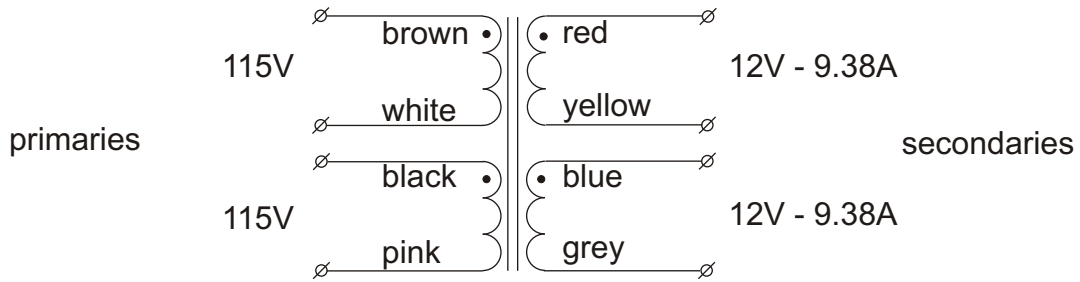 brown
red
115V
12V - 9.38A
white
yellow
primaries
secondaries
black
blue
115V
12V - 9.38A
pink
grey